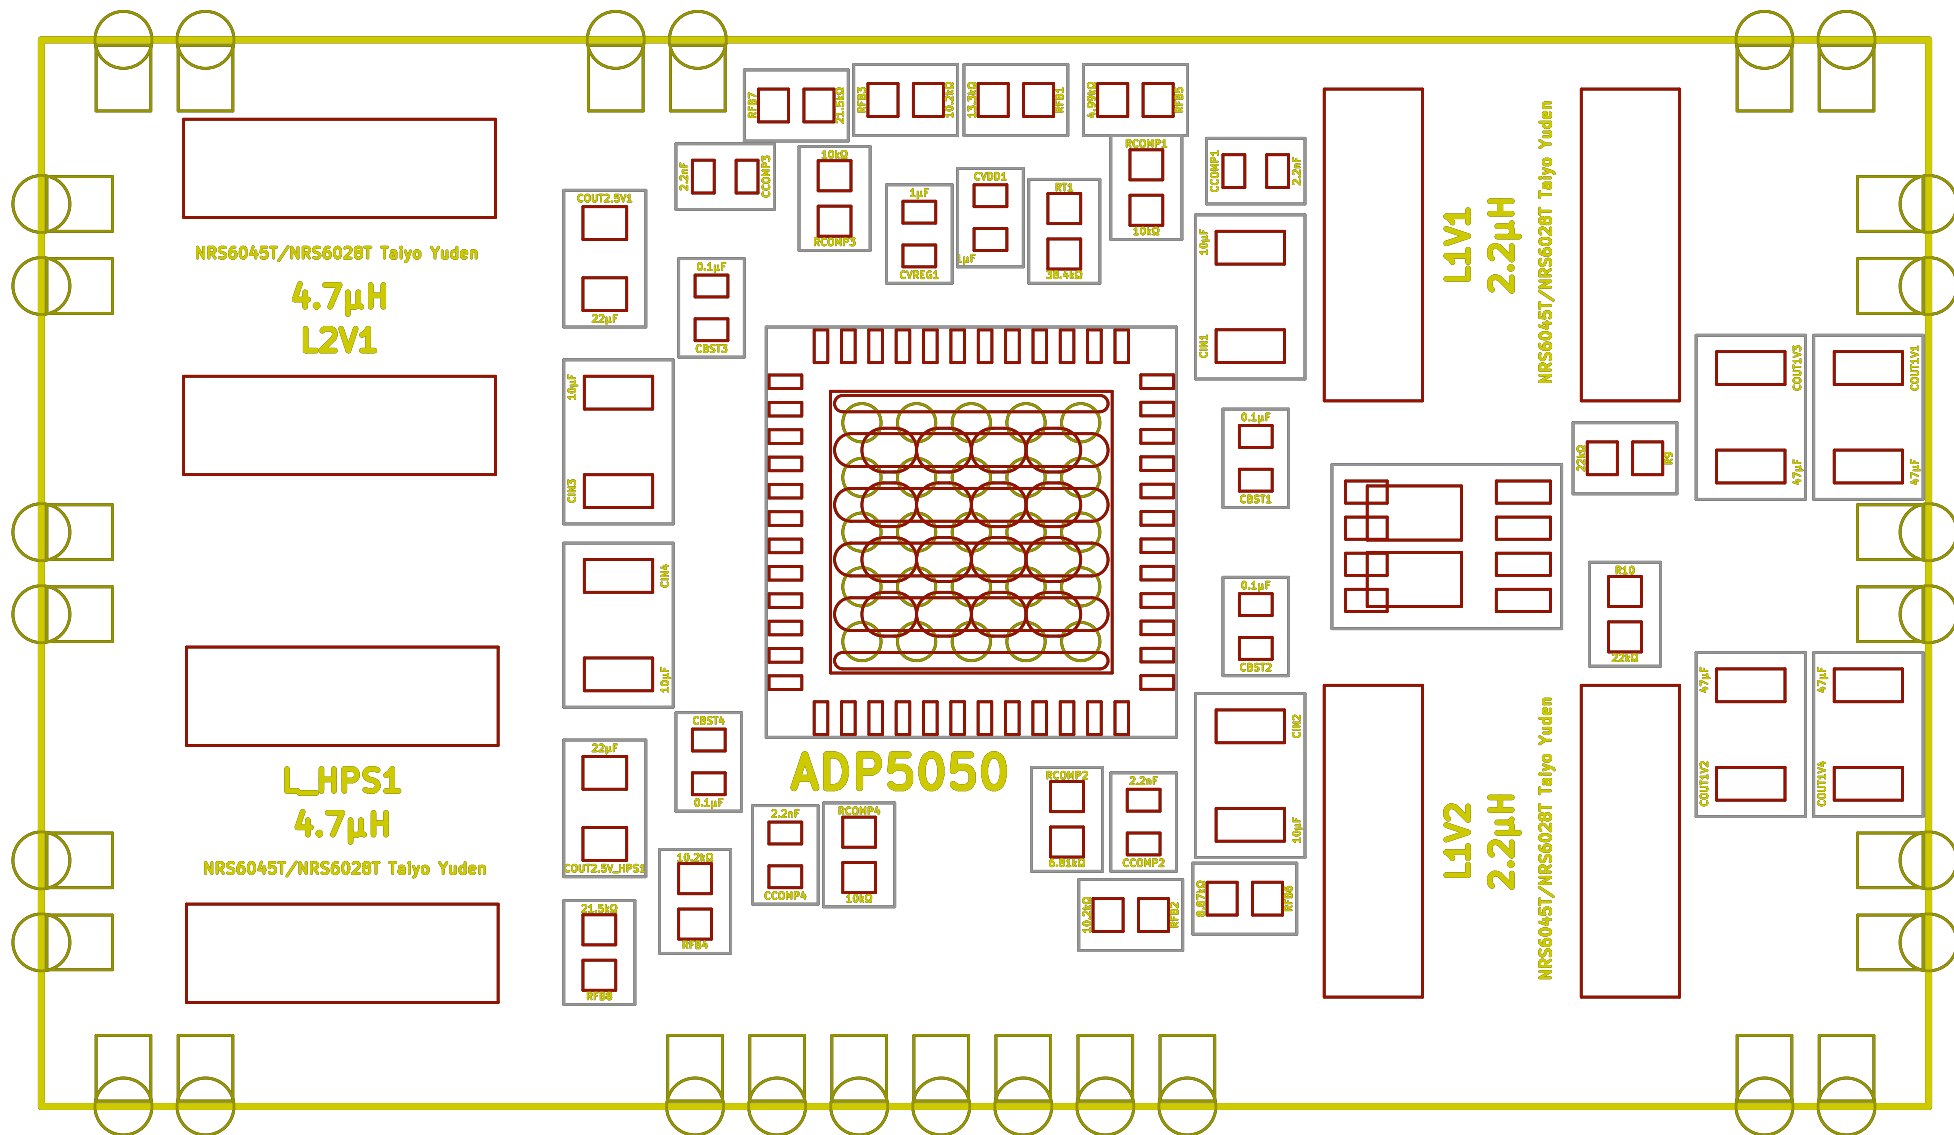 RFB7
21.5kΩ
RFB3
10.2kΩ
13.3kΩ
RFB1
4.99kΩ
RFB5
2.2nF
CCOMP3
10kΩ
RCOMP3
1µF
CVREG1
CVDD1
1µF
RT1
38.4kΩ
RCOMP1
10kΩ
CCOMP1
2.2nF
COUT2.5V1
22µF
0.1µF
CBST3
10µF
CIN1
NRS6045T/NRS6028T Taiyo Yuden
4.7µH
L2V1
L1V1
2.2µH
NRS6045T/NRS6028T Taiyo Yuden
COUT1V3
47µF
COUT1V1
47µF
10µF
CIN3
0.1µF
CBST1
22kΩ
R9
CIN4
10µF
0.1µF
CBST2
R10
22kΩ
CBST4
0.1µF
CIN2
10µF
47µF
COUT1V2
47µF
COUT1V4
ADP5050
L_HPS1
4.7µH
NRS6045T/NRS6028T Taiyo Yuden
22µF
COUT2.5V_HPS1
2.2nF
CCOMP4
RCOMP4
10kΩ
RCOMP2
6.81kΩ
2.2nF
CCOMP2
L1V2
2.2µH
NRS6045T/NRS6028T Taiyo Yuden
10.2kΩ
RFB4
10.2kΩ
RFB2
8.87kΩ
RFB6
21.5kΩ
RFB8